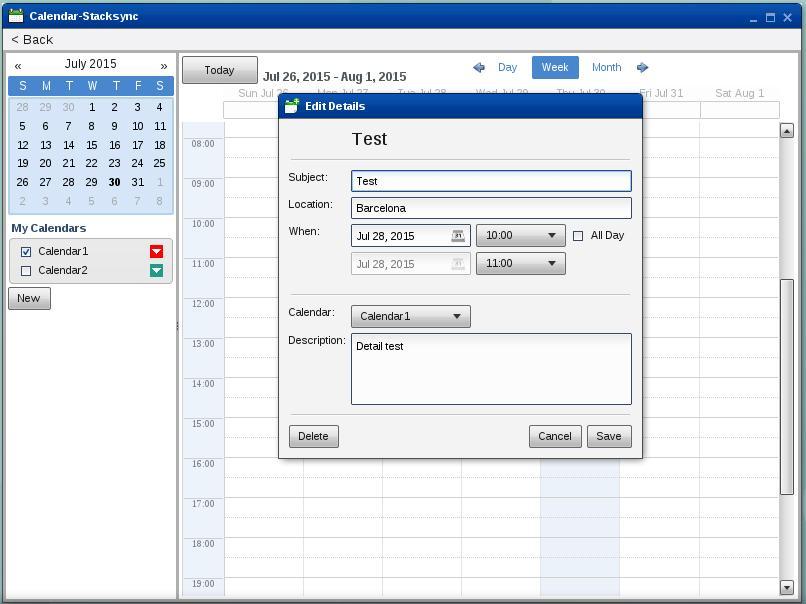 Calendar-Stacksync
< Back
« July 2015 »
S M T W T F S
28 29 30 1 2 3 4
5 6 7 8 9 10 11
12 13 14 15 16 17 18
19 20 21 22 23 24 25
26 27 28 29 30 31 1
2 3 4 5 6 7 8
My Calendars
Calendar1
Calendar2
New
Today
Jul 26, 2015 - Aug 1, 2015
Day Week Month
Sun Jul 26 Mon Jul 27 Tue Jul 28 Wed Jul 29 Thu Jul 30 Fri Jul 31 Sat Aug 1
08:00
09:00
10:00
11:00
12:00
13:00
14:00
15:00
16:00
17:00
18:00
19:00
Edit Details
Test
Subject: Test
Location: Barcelona
When: Jul 28, 2015 31 10:00 All Day
Jul 28, 2015 31 11:00
Calendar: Calendar1
Description: Detail test
Delete Cancel Save